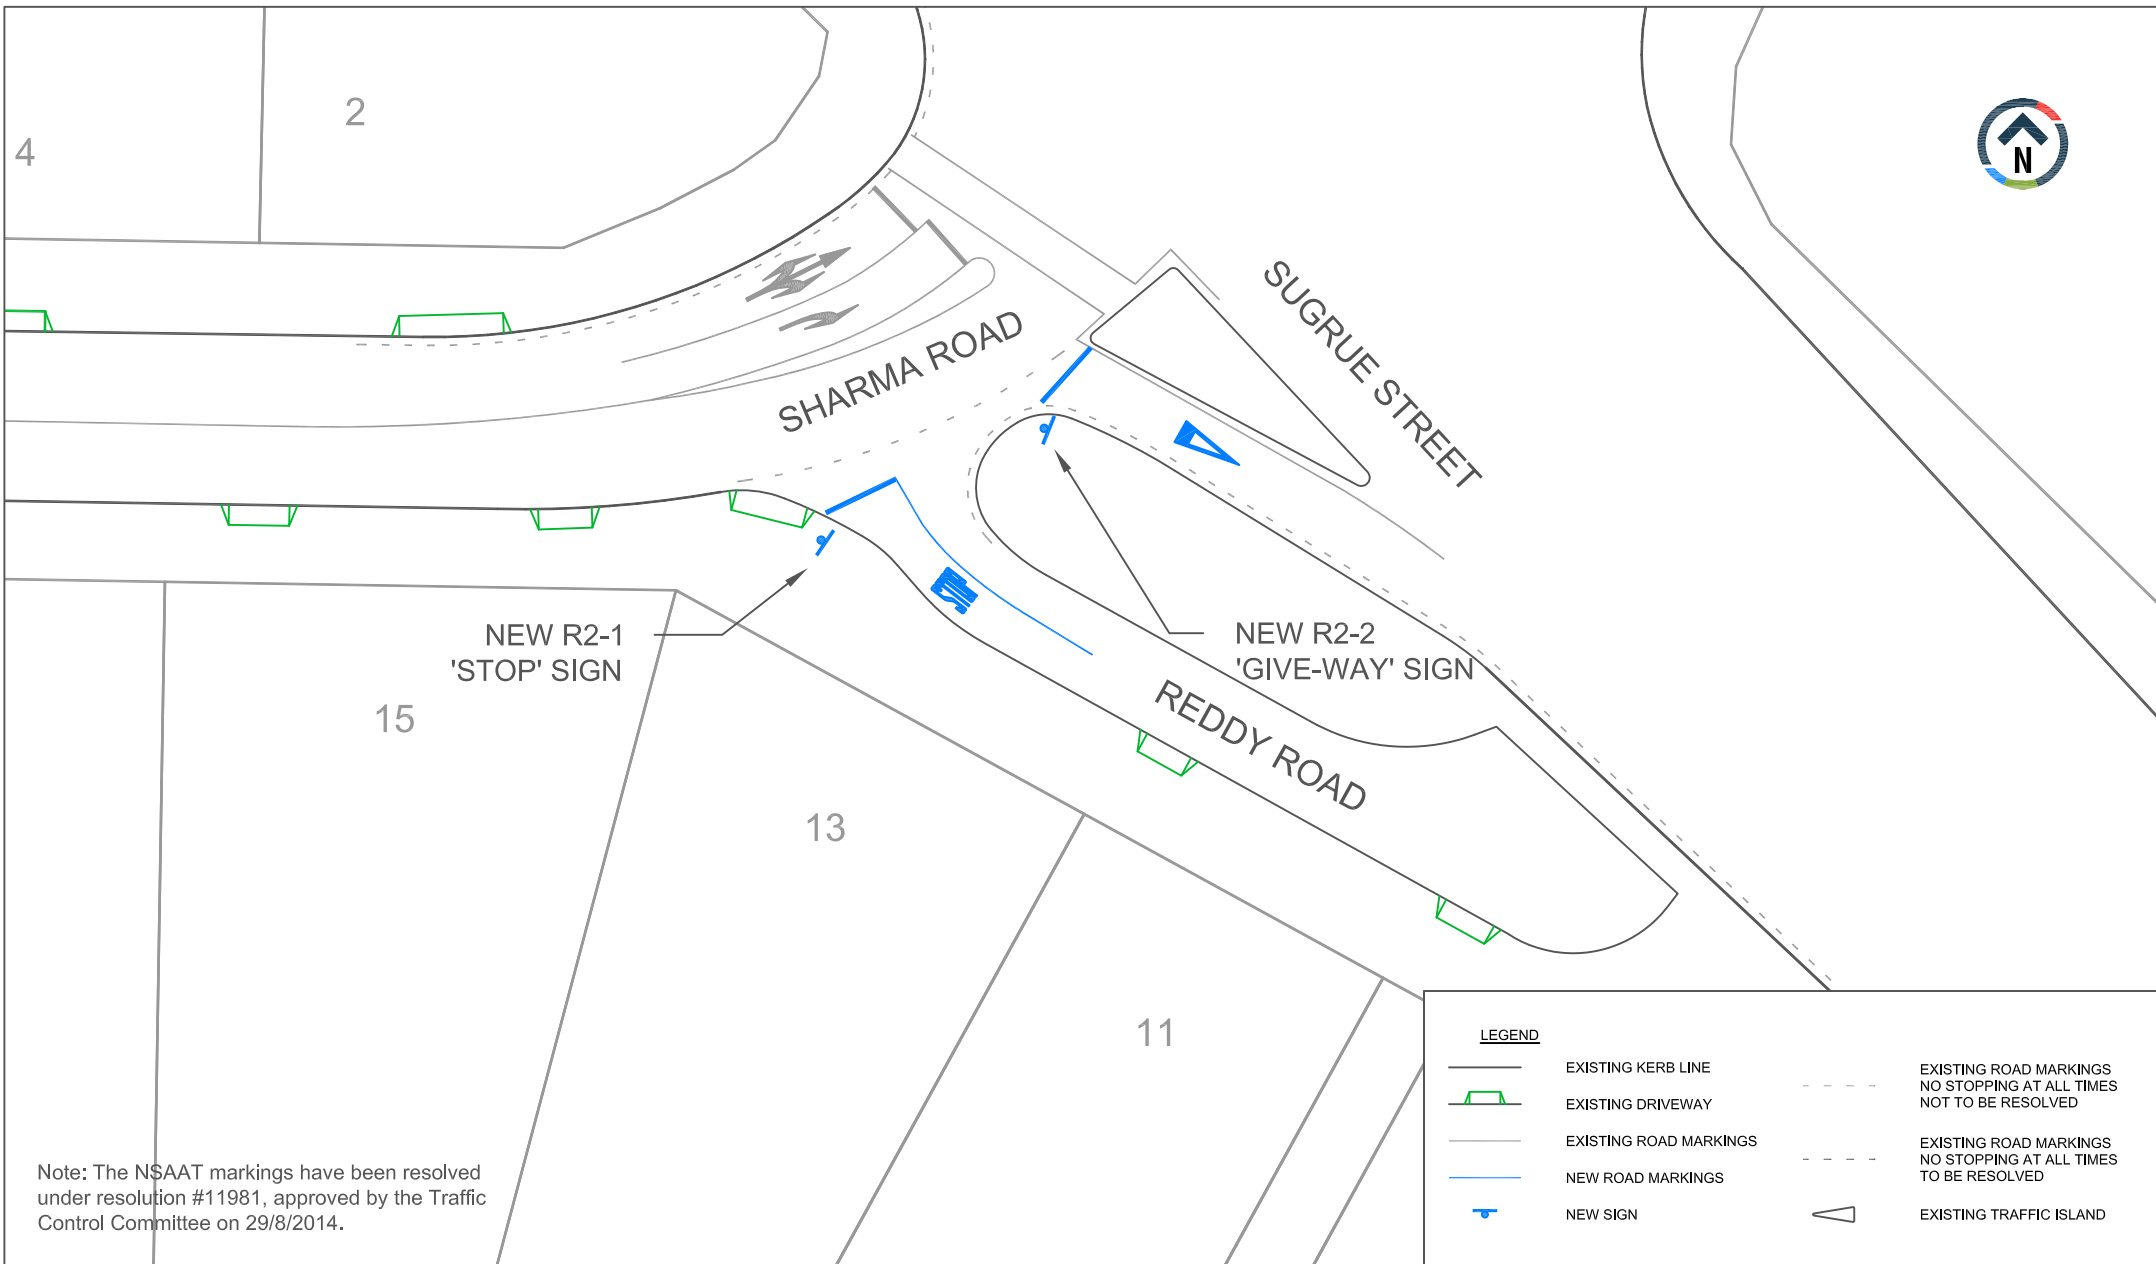 2
4
N
SUGRUE STREET
SHARMA ROAD
NEW R2-1
'STOP' SIGN
NEW R2-2
'GIVE-WAY' SIGN
REDDY ROAD
15
13
11
Note: The NSAAT markings have been resolved
under resolution #11981, approved by the Traffic
Control Committee on 29/8/2014.
LEGEND
EXISTING KERB LINE
EXISTING DRIVEWAY
EXISTING ROAD MARKINGS
NEW ROAD MARKINGS
NEW SIGN
EXISTING ROAD MARKINGS
NO STOPPING AT ALL TIMES
NOT TO BE RESOLVED
EXISTING ROAD MARKINGS
NO STOPPING AT ALL TIMES
TO BE RESOLVED
EXISTING TRAFFIC ISLAND